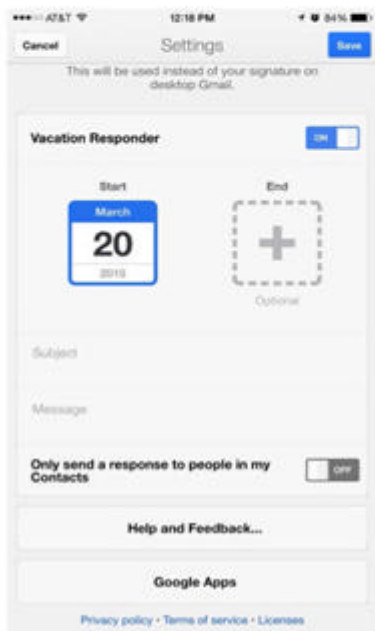 AT&T 12:18 PM 84%
Cancel Settings Save
This will be used instead of your signature on
desktop Gmail.
Vacation Responder ON
Start End
March
20
Optional
Subject
Message
Only send a response to people in my
Contacts
OFF
Help and Feedback...
Google Apps
Privacy policy • Terms of service • Licenses